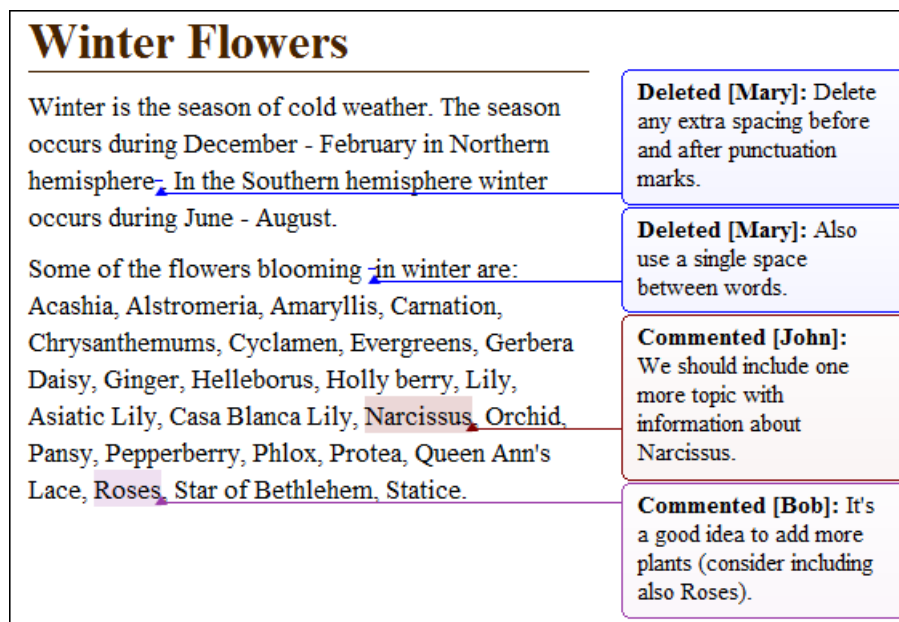 Winter Flowers
Winter is the season of cold weather. The season
occurs during December - February in Northern
hemisphere . In the Southern hemisphere winter
occurs during June - August.
Some of the flowers blooming  in winter are:
Acashia, Alstromeria, Amaryllis, Carnation,
Chrysanthemums, Cyclamen, Evergreens, Gerbera
Daisy, Ginger, Helleborus, Holly berry, Lily,
Asiatic Lily, Casa Blanca Lily, Narcissus, Orchid,
Pansy, Pepperberry, Phlox, Protea, Queen Ann's
Lace, Roses, Star of Bethlehem, Statice.
Deleted [Mary]: Delete
any extra spacing before
and after punctuation
marks.
Deleted [Mary]: Also
use a single space
between words.
Commented [John]:
We should include one
more topic with
information about
Narcissus.
Commented [Bob]: It's
a good idea to add more
plants (consider including
also Roses).